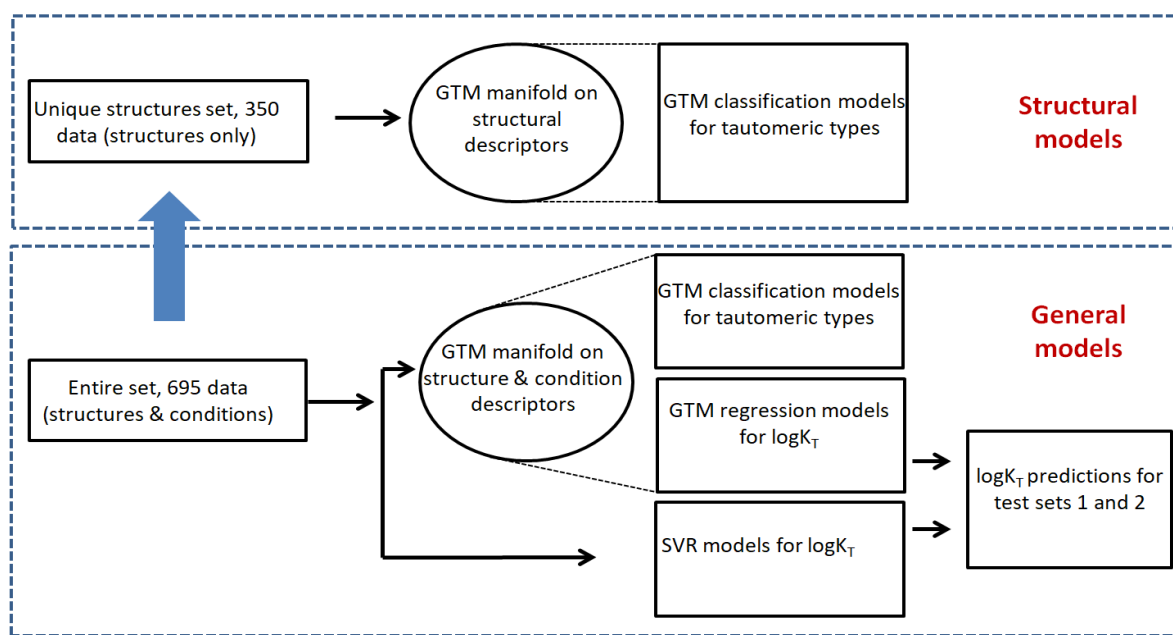 Unique structures set, 350
data (structures only)
GTM manifold on
structural
descriptors
GTM classification models
for tautomeric types
Structural
models
Entire set, 695 data
(structures & conditions)
GTM manifold on
structure & condition
descriptors
GTM classification models
for tautomeric types
General
models
GTM regression models
for logK_T
SVR models for logK_T
logK_T predictions for
test sets 1 and 2